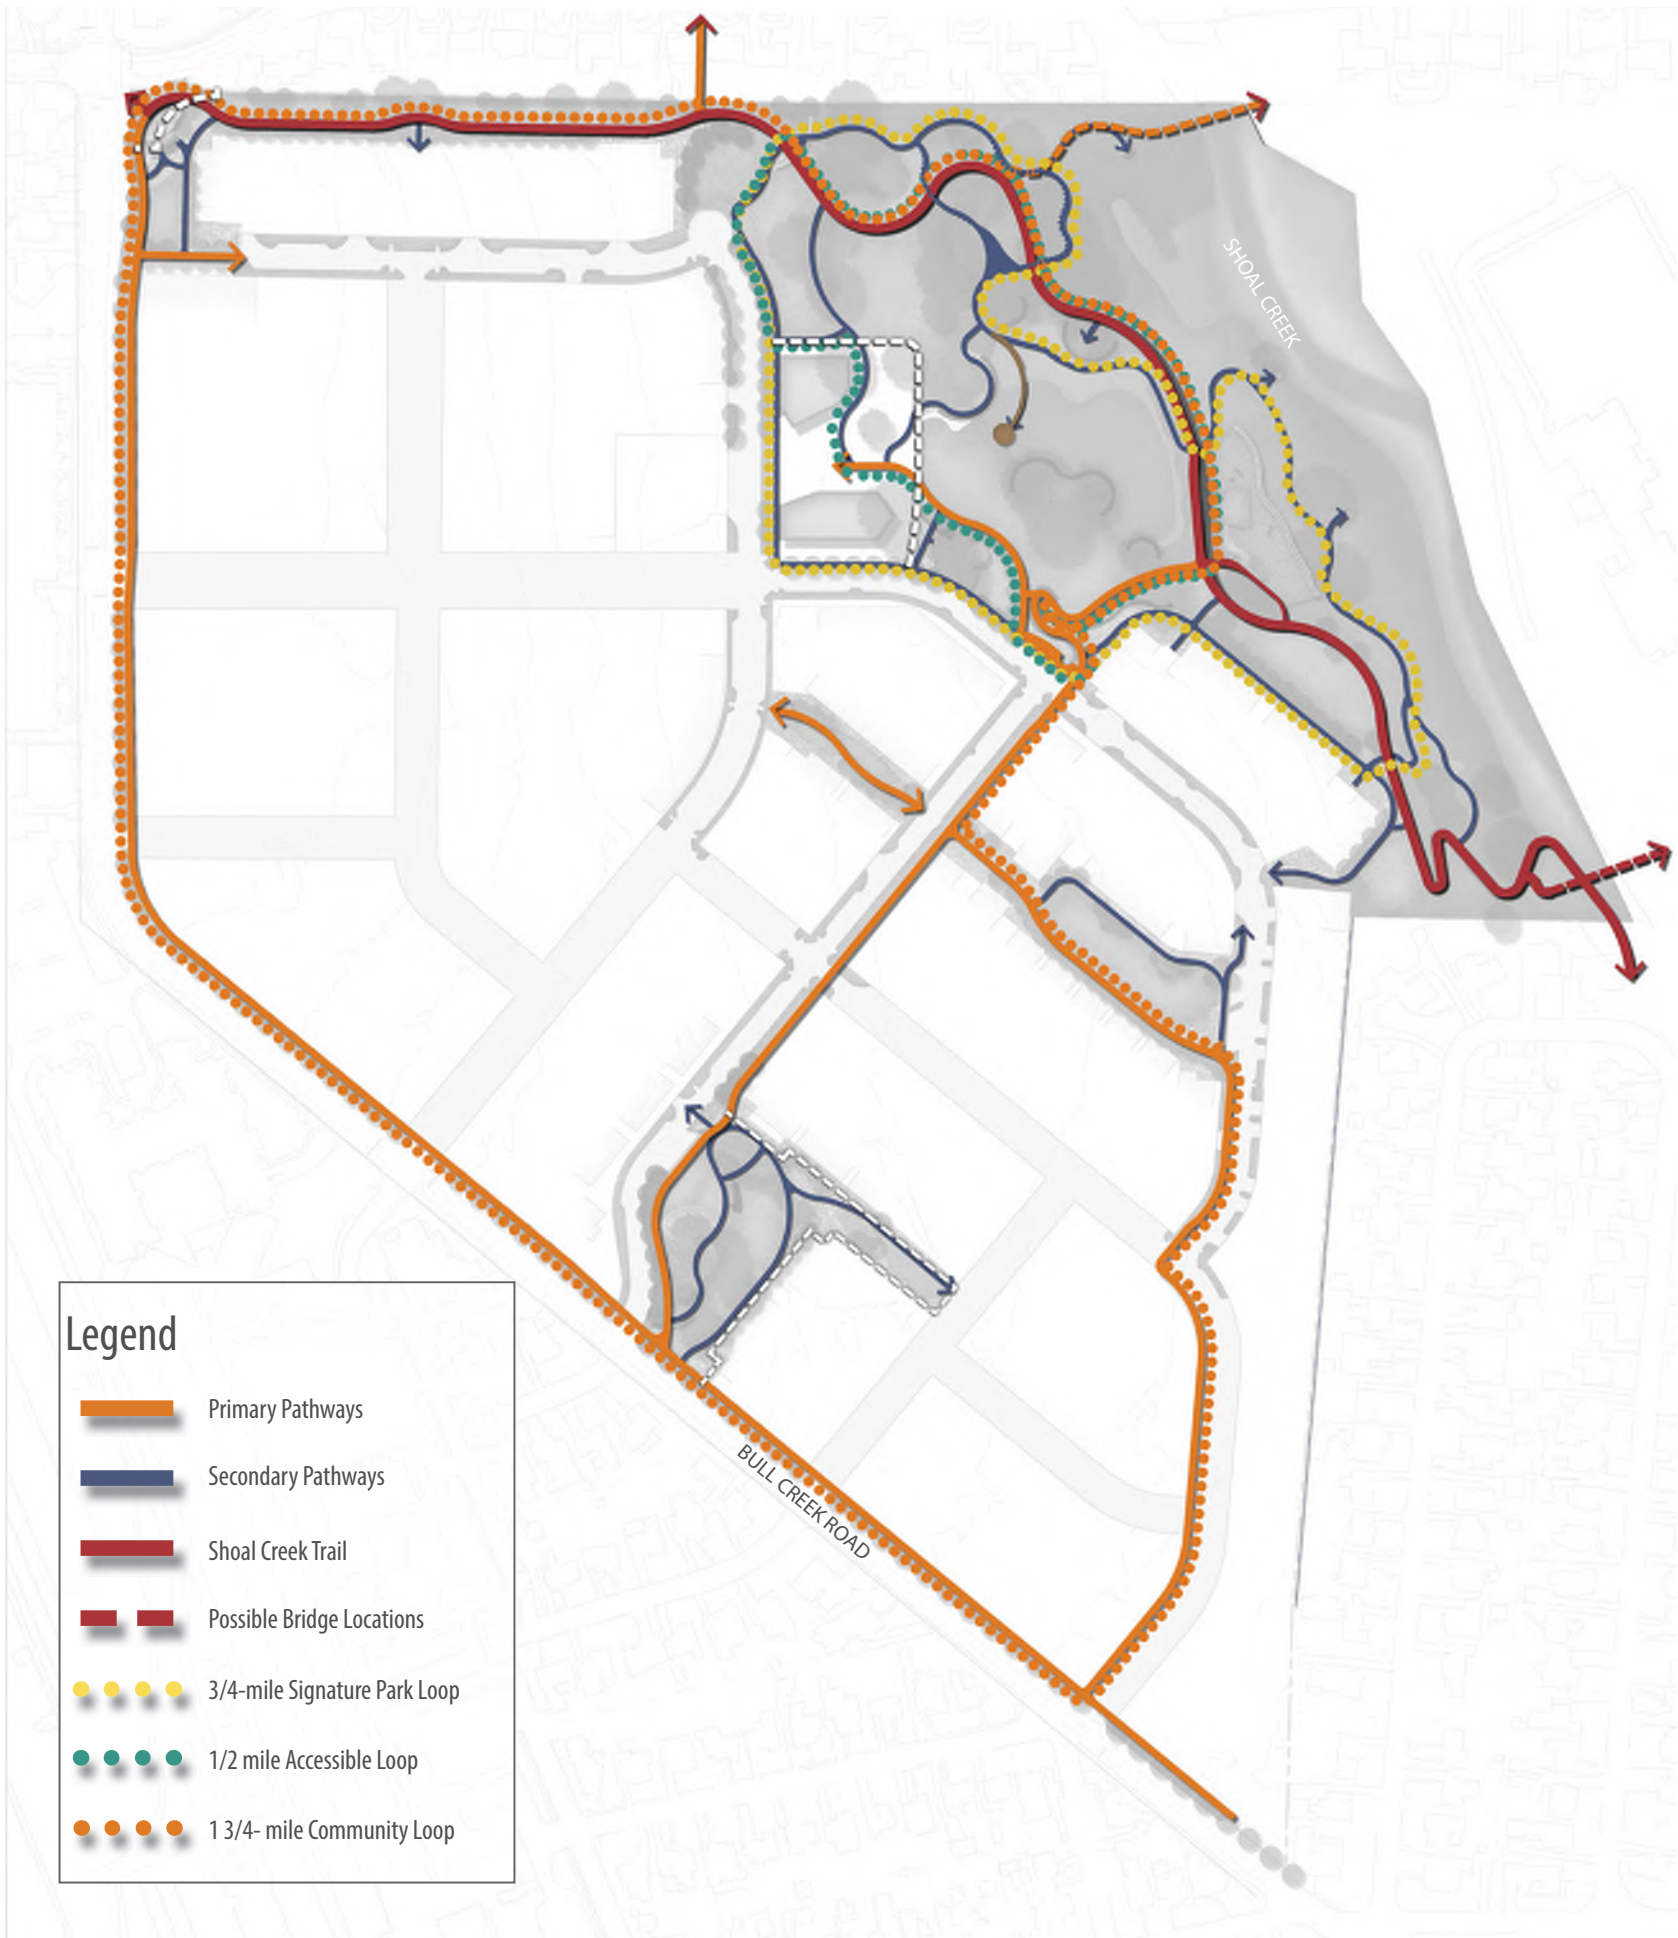 SHOAL CREEK
BULL CREEK ROAD
Legend
Primary Pathways
Secondary Pathways
Shoal Creek Trail
Possible Bridge Locations
3/4-mile Signature Park Loop
1/2 mile Accessible Loop
1 3/4- mile Community Loop